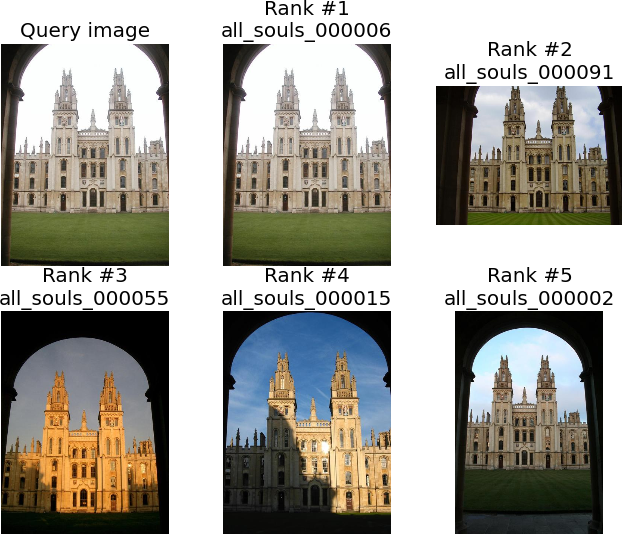 Query image
Rank #1
all_souls_000006
Rank #2
all_souls_000091
Rank #3
all_souls_000055
Rank #4
all_souls_000015
Rank #5
all_souls_000002